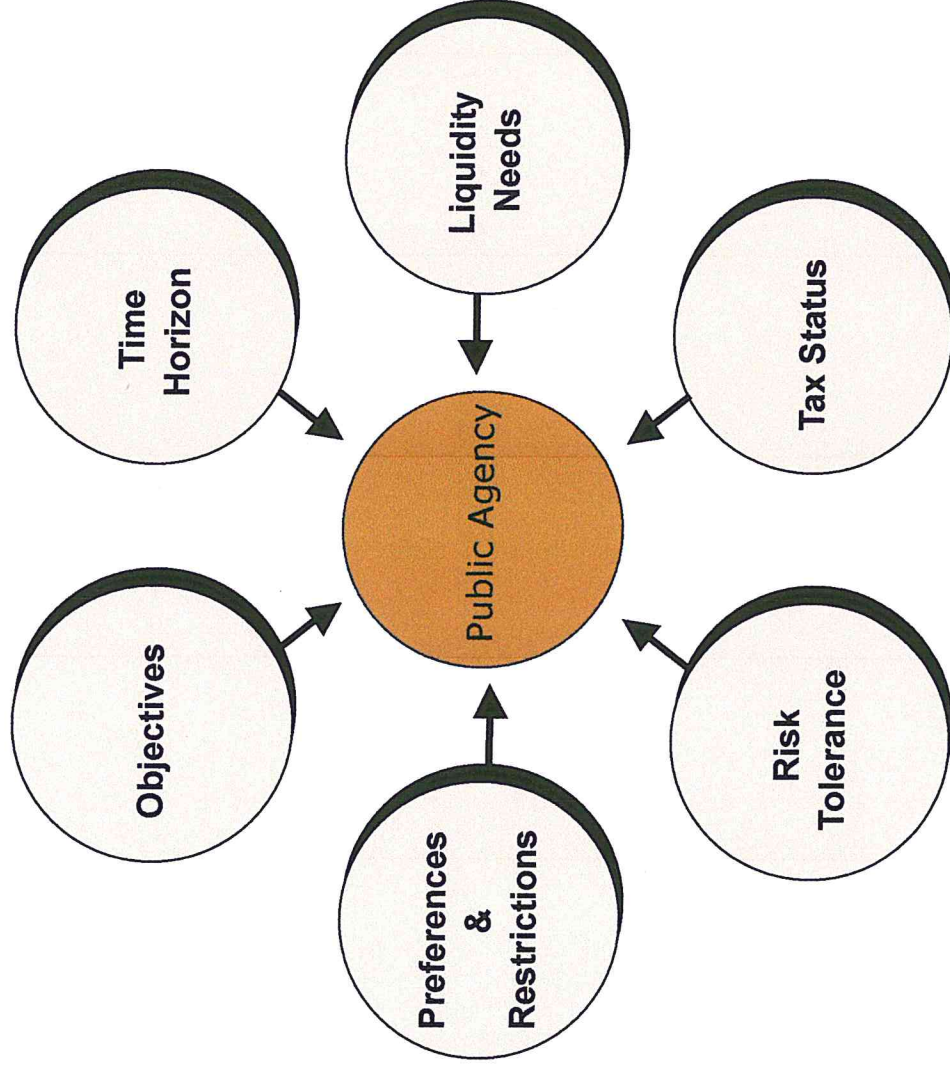 Objectives
Time
Horizon
Preferences
&
Restrictions
Public Agency
Liquidity
Needs
Risk
Tolerance
Tax Status